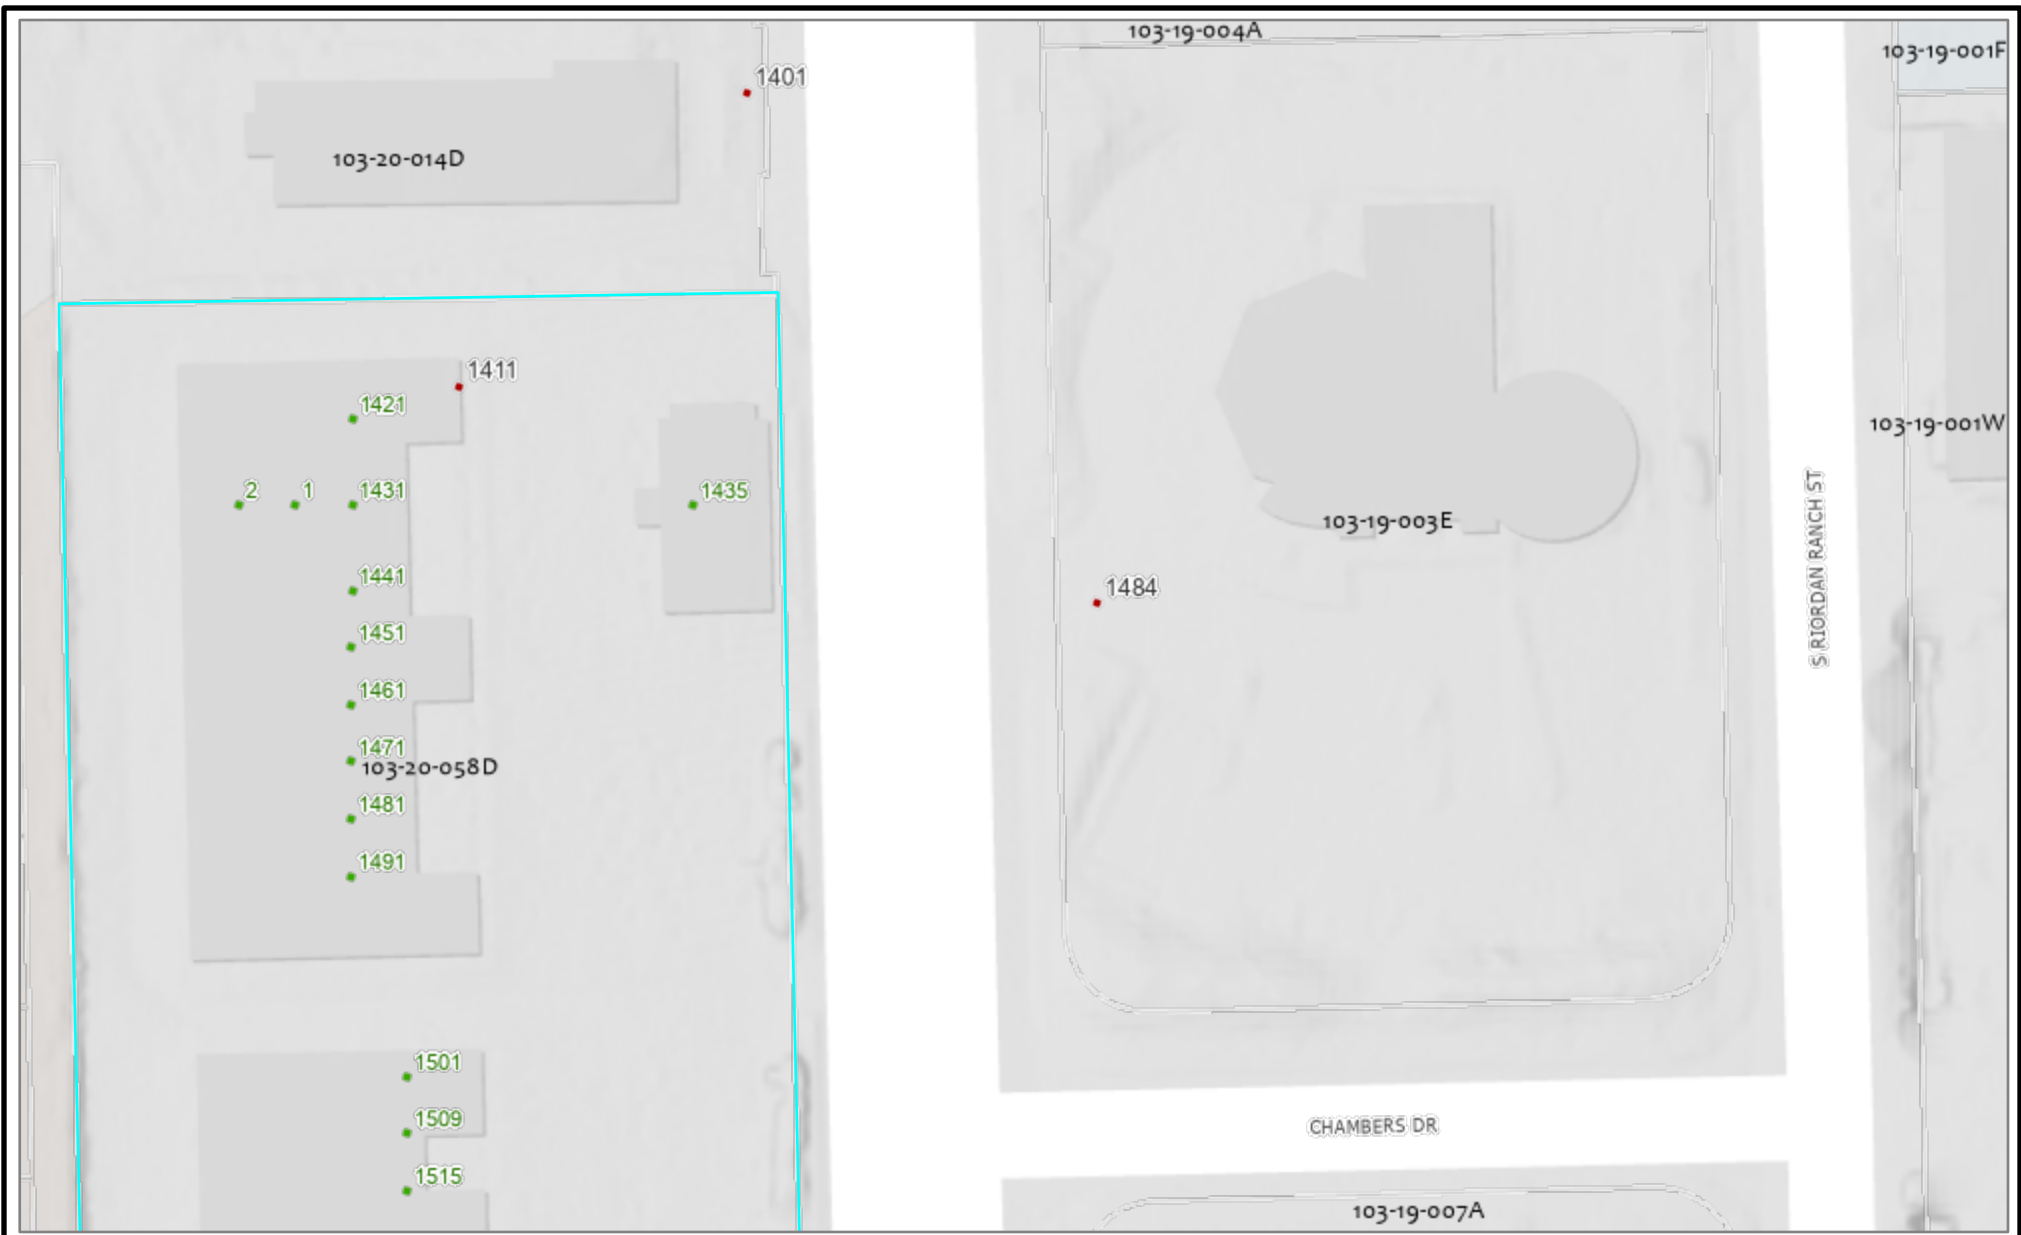 103-19-004A
103-19-001F
1401
103-20-014D
1411
1421
103-19-001W
2
1
1431
1435
103-19-003E
S RIORDAN RANCH ST
1441
1484
1451
1461
1471
103-20-058D
1481
1491
1501
1509
CHAMBERS DR
1515
103-19-007A